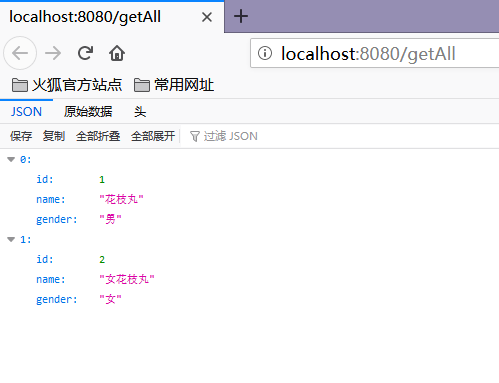 localhost:8080/getAll
localhost:8080/getAll
火狐官方站点 常用网址
JSON 原始数据 头
保存 复制 全部折叠 全部展开 过滤 JSON
0:
id: 1
name: "花枝丸"
gender: "男"
1:
id: 2
name: "女花枝丸"
gender: "女"